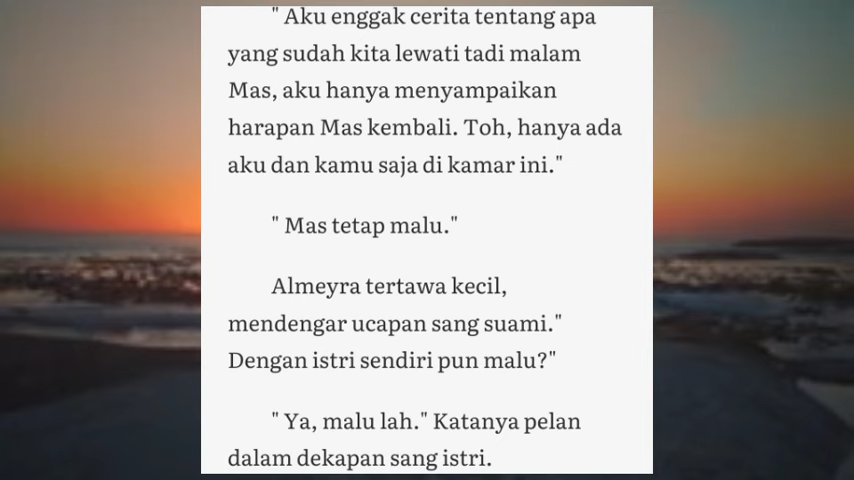 " Aku enggak cerita tentang apa
yang sudah kita lewati tadi malam
Mas, aku hanya menyampaikan
harapan Mas kembali. Toh, hanya ada
aku dan kamu saja di kamar ini."
" Mas tetap malu."
Almeyra tertawa kecil,
mendengar ucapan sang suami."
Dengan istri sendiri pun malu?"
" Ya, malu lah." Katanya pelan
dalam dekapan sang istri.